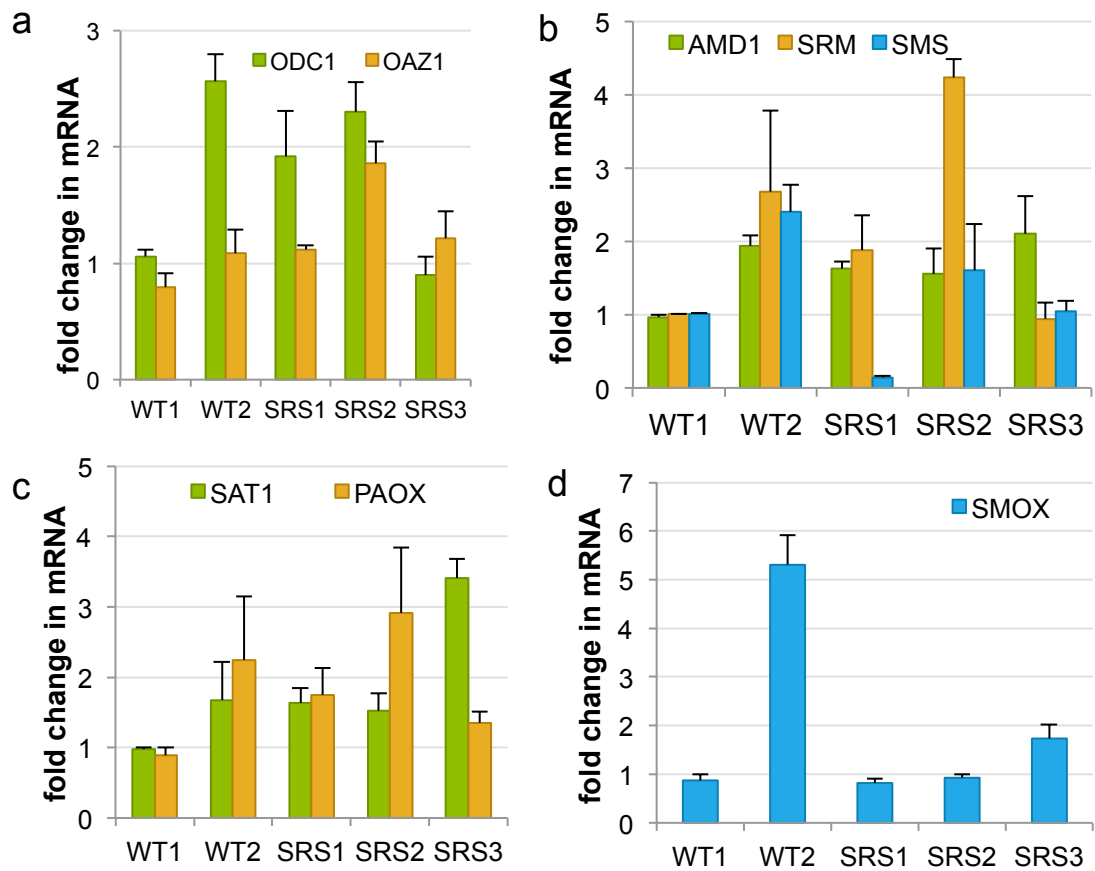 a
fold change in mRNA
3
2
1
0
ODC1 OAZ1
WT1 WT2 SRS1 SRS2 SRS3
b
fold change in mRNA
5
4
3
2
1
0
AMD1 SRM SMS
WT1 WT2 SRS1 SRS2 SRS3
c
fold change in mRNA
5
4
3
2
1
0
SAT1 PAOX
WT1 WT2 SRS1 SRS2 SRS3
d
fold change in mRNA
7
6
5
4
3
2
1
0
SMOX
WT1 WT2 SRS1 SRS2 SRS3